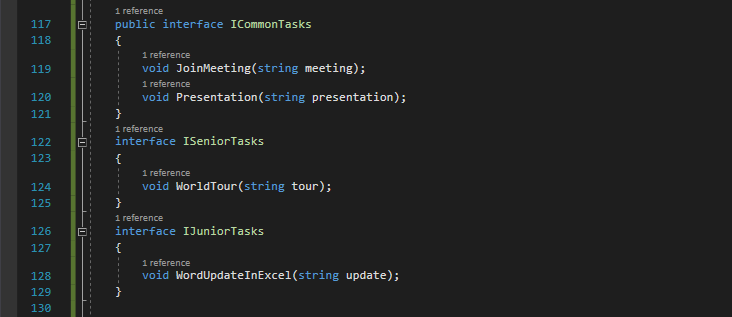 1 reference
117 public interface ICommonTasks
118 {
1 reference
119 void JoinMeeting(string meeting);
1 reference
120 void Presentation(string presentation);
121 }
1 reference
122 interface ISeniorTasks
123 {
1 reference
124 void WorldTour(string tour);
125 }
1 reference
126 interface IJuniorTasks
127 {
1 reference
128 void WordUpdateInExcel(string update);
129 }
130